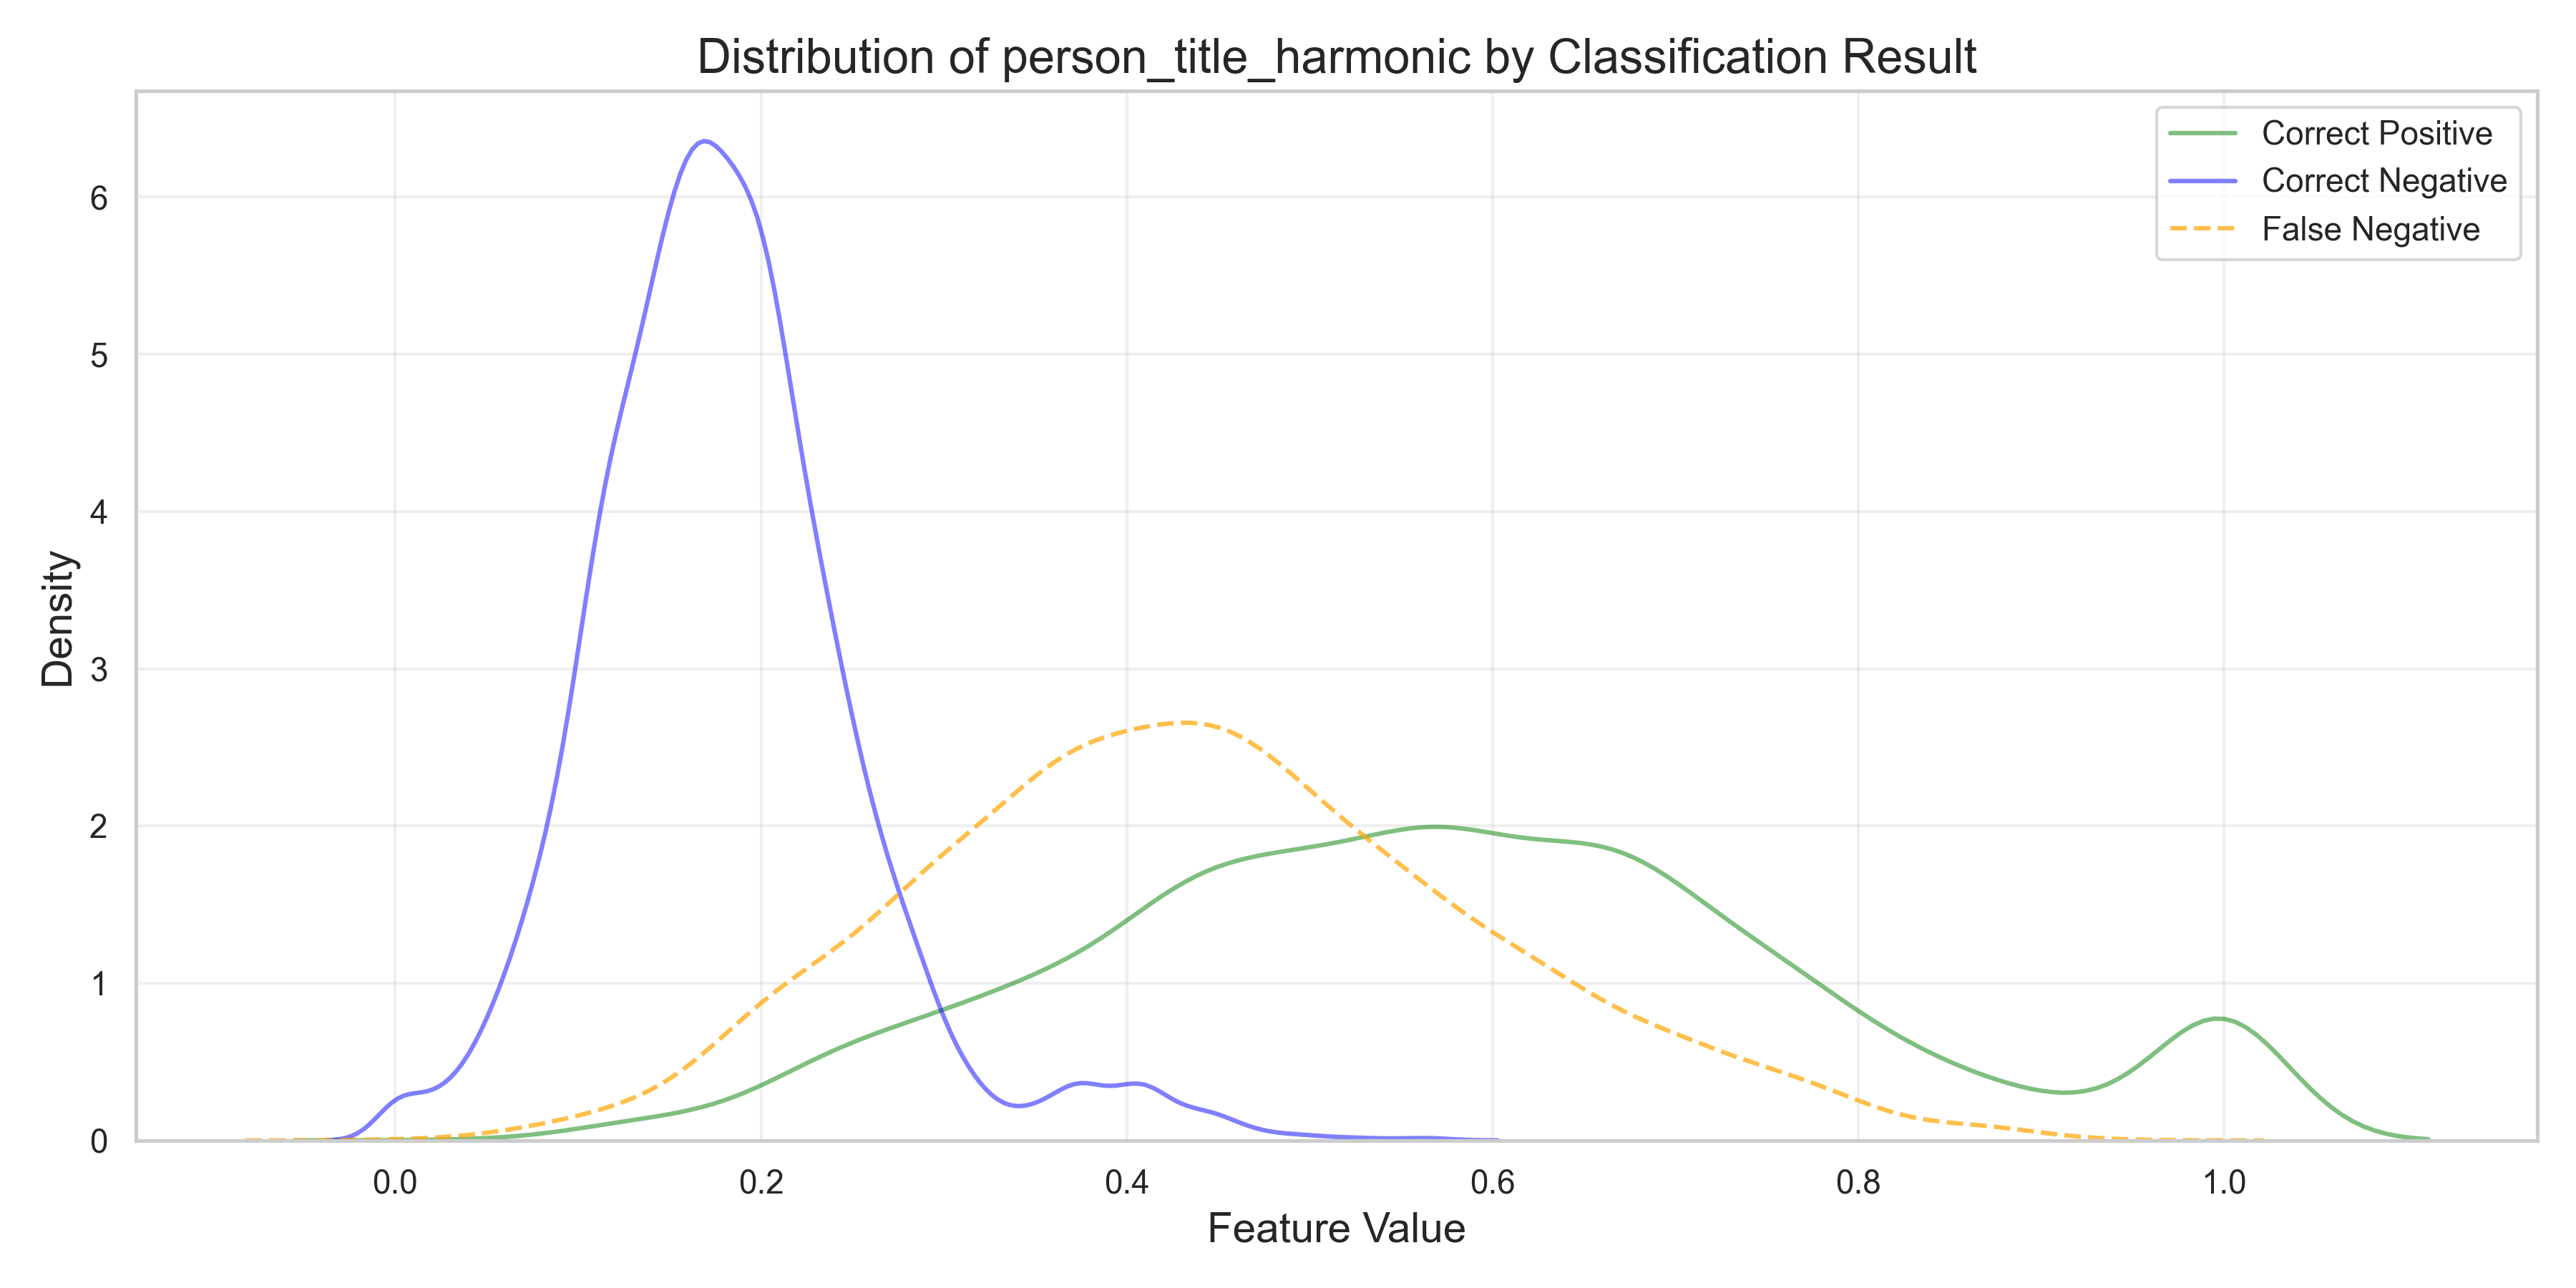 Distribution of person_title_harmonic by Classification Result
Correct Positive
Correct Negative
False Negative
Density
6
5
4
3
2
1
0
0.0 0.2 0.4 0.6 0.8 1.0
Feature Value